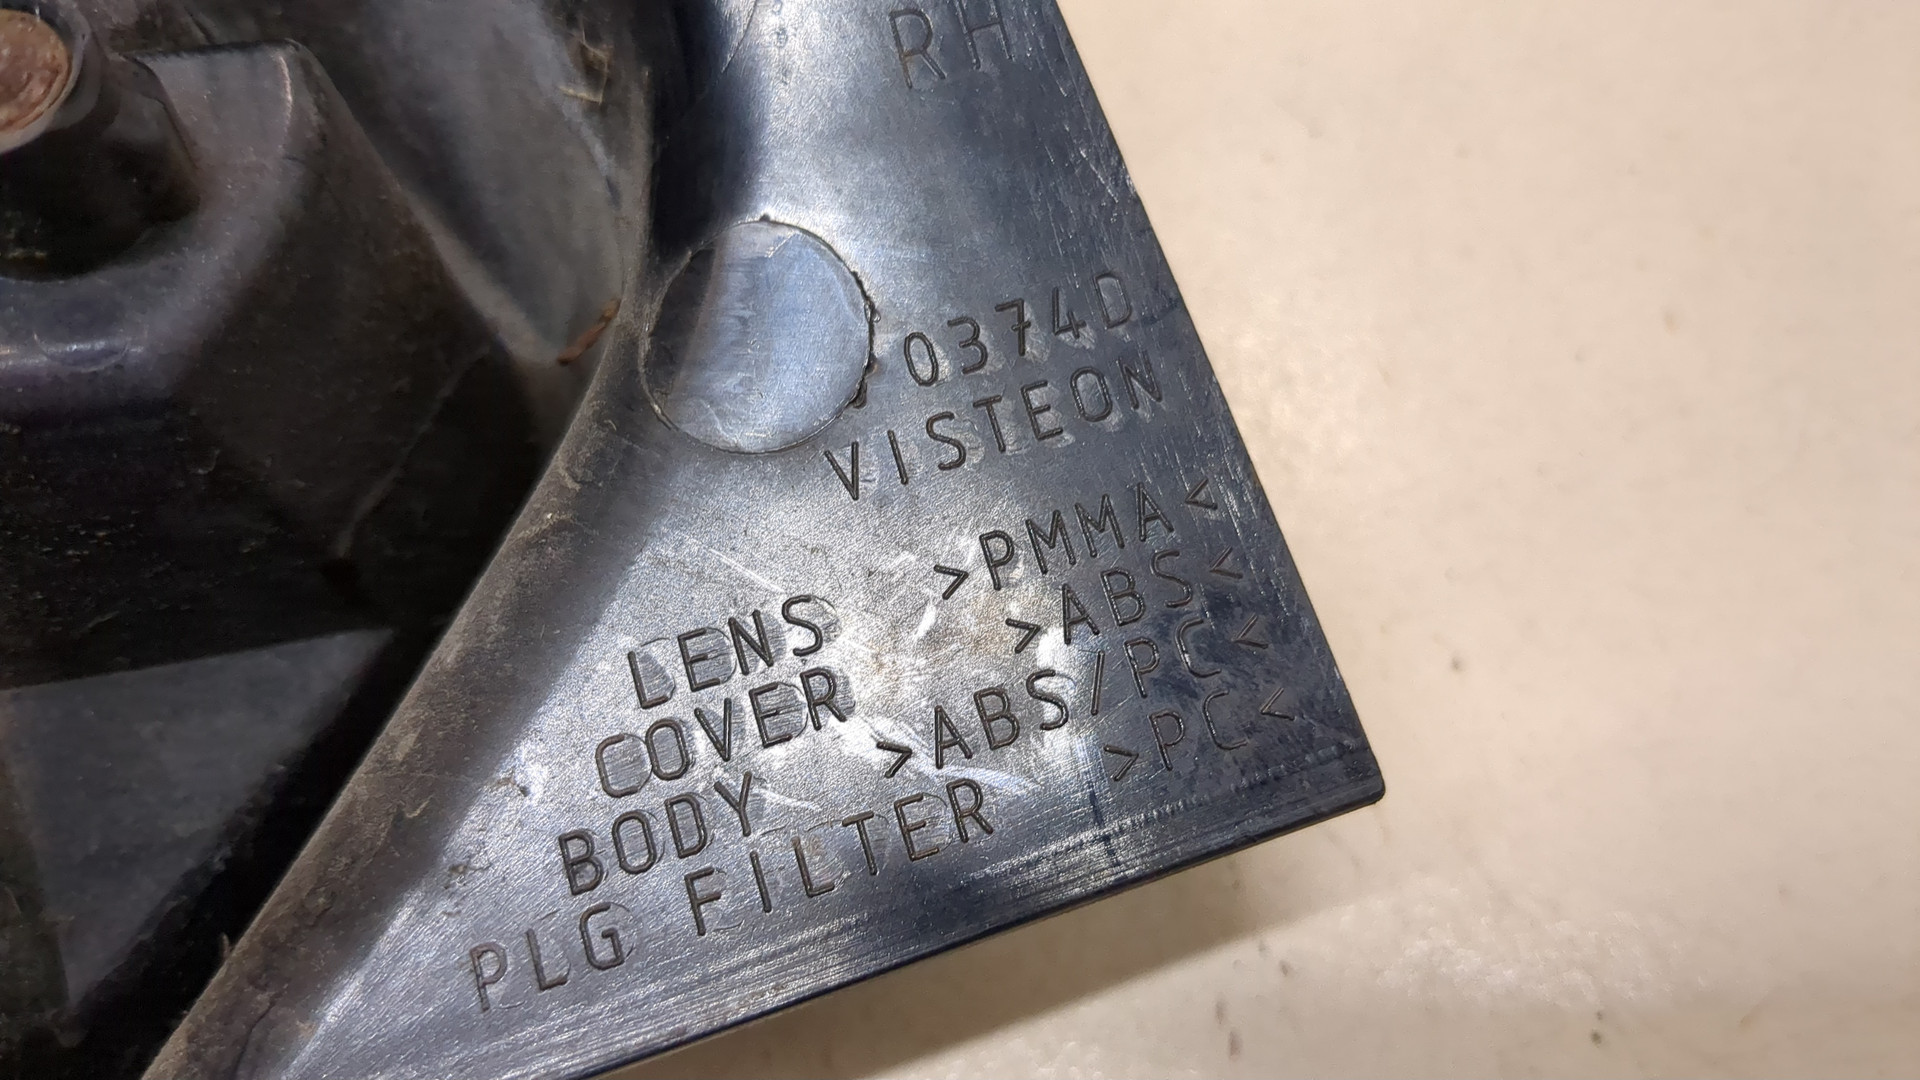 RH
0374D
VISTEON
LENS >PMMA<
COVER >ABS<
BODY >ABS/PC<
PLG FILTER >PC<